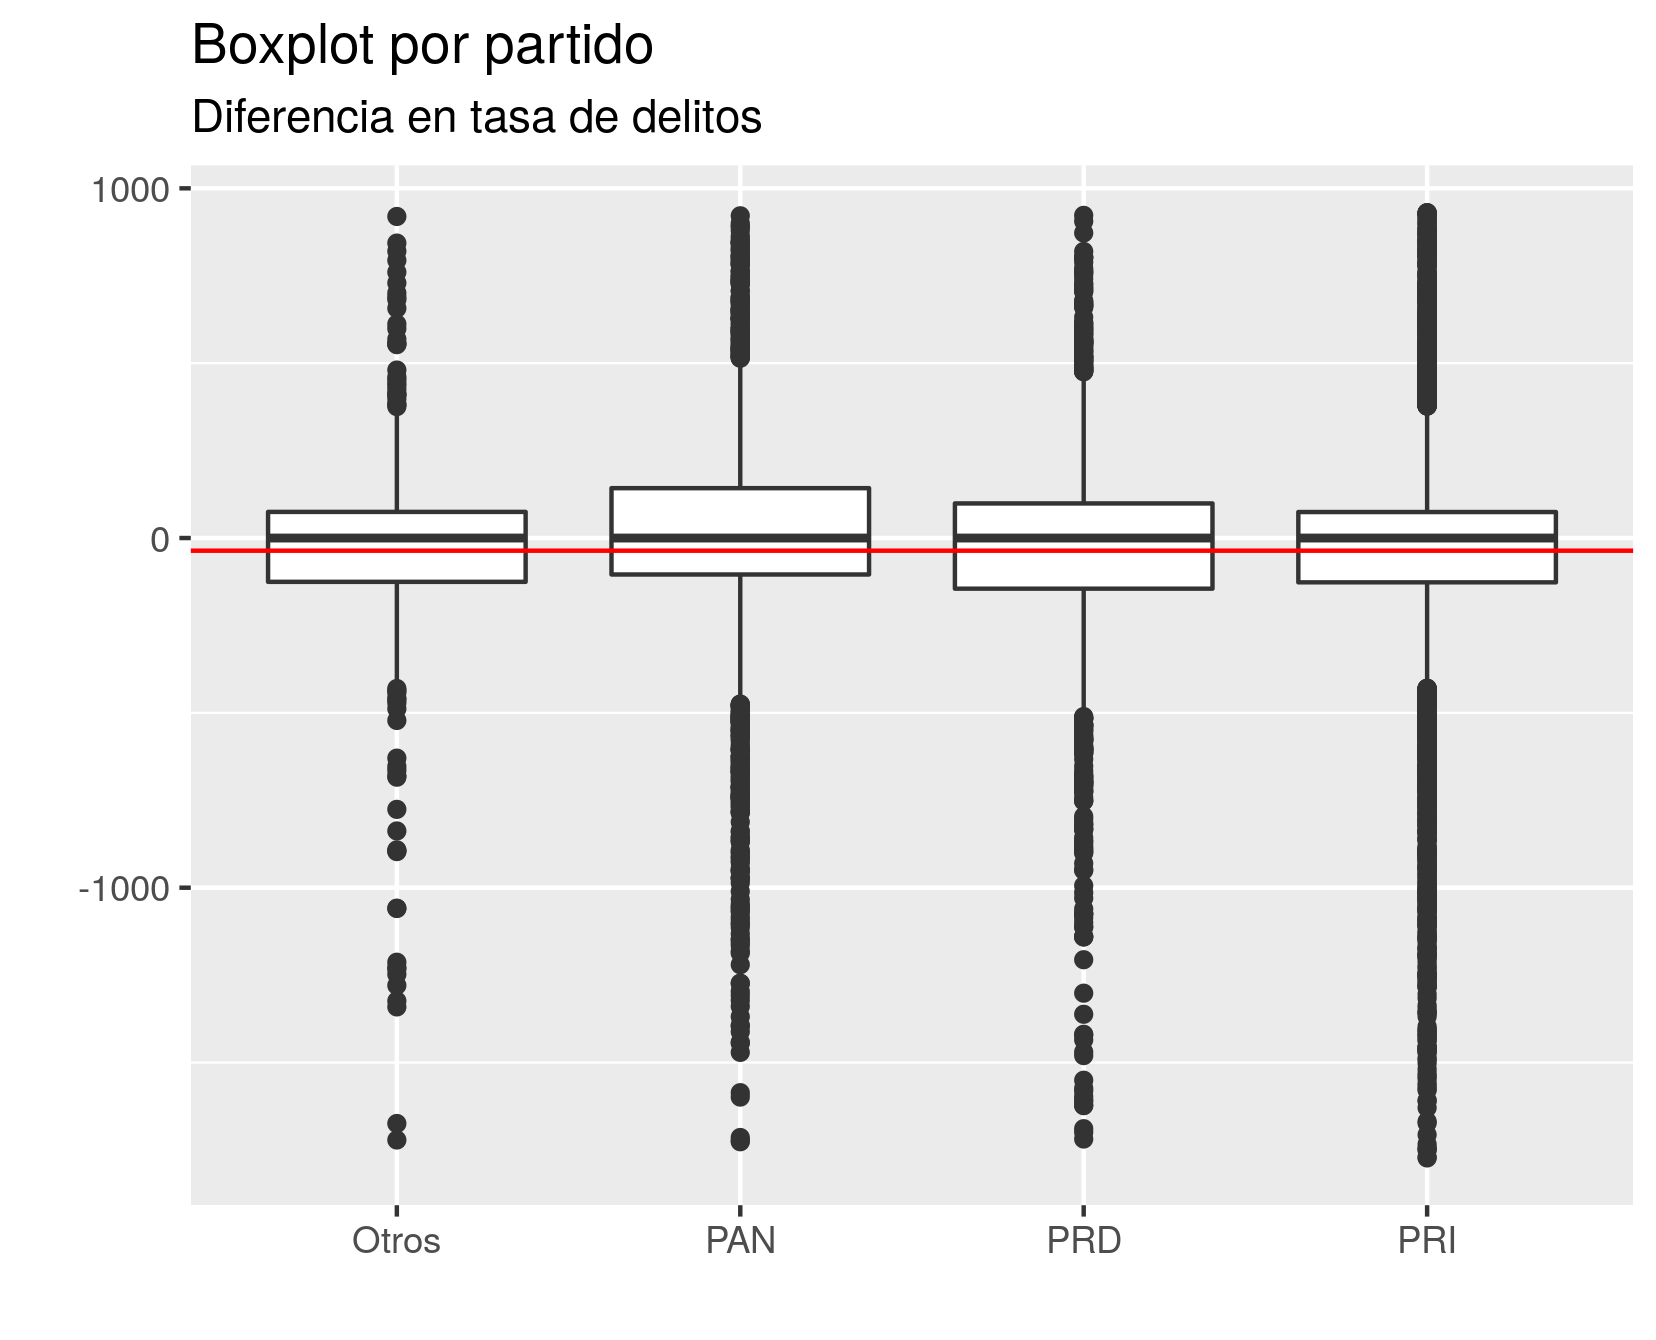 Boxplot por partido
Diferencia en tasa de delitos
1000
0
-1000
Otros PAN PRD PRI